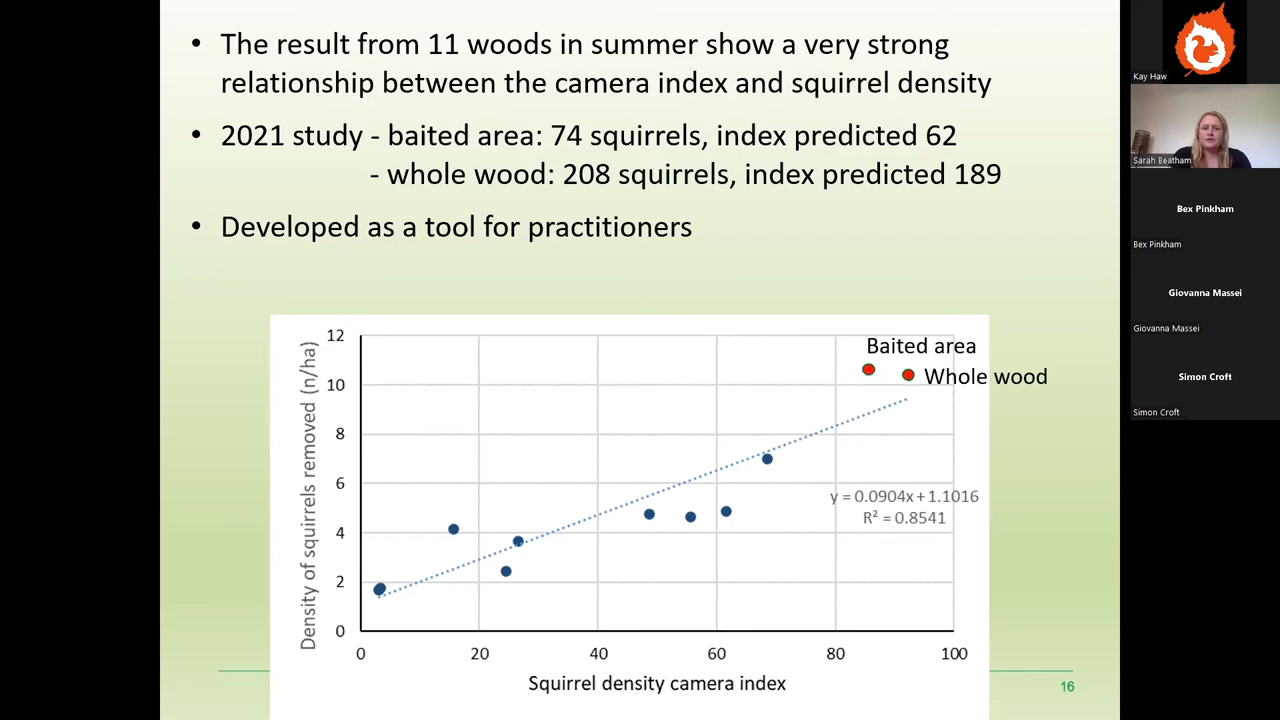 • The result from 11 woods in summer show a very strong
relationship between the camera index and squirrel density
• 2021 study - baited area: 74 squirrels, index predicted 62
- whole wood: 208 squirrels, index predicted 189
• Developed as a tool for practitioners
12
10
8
6
4
2
0
Density of squirrels removed (n/ha)
Baited area
Whole wood
y = 0.0904x + 1.1016
R² = 0.8541
0 20 40 60 80 100
Squirrel density camera index
16
Kay Haw
Sarah Beatham
Bex Pinkham
Bex Pinkham
Giovanna Massei
Giovanna Massei
Simon Croft
Simon Croft